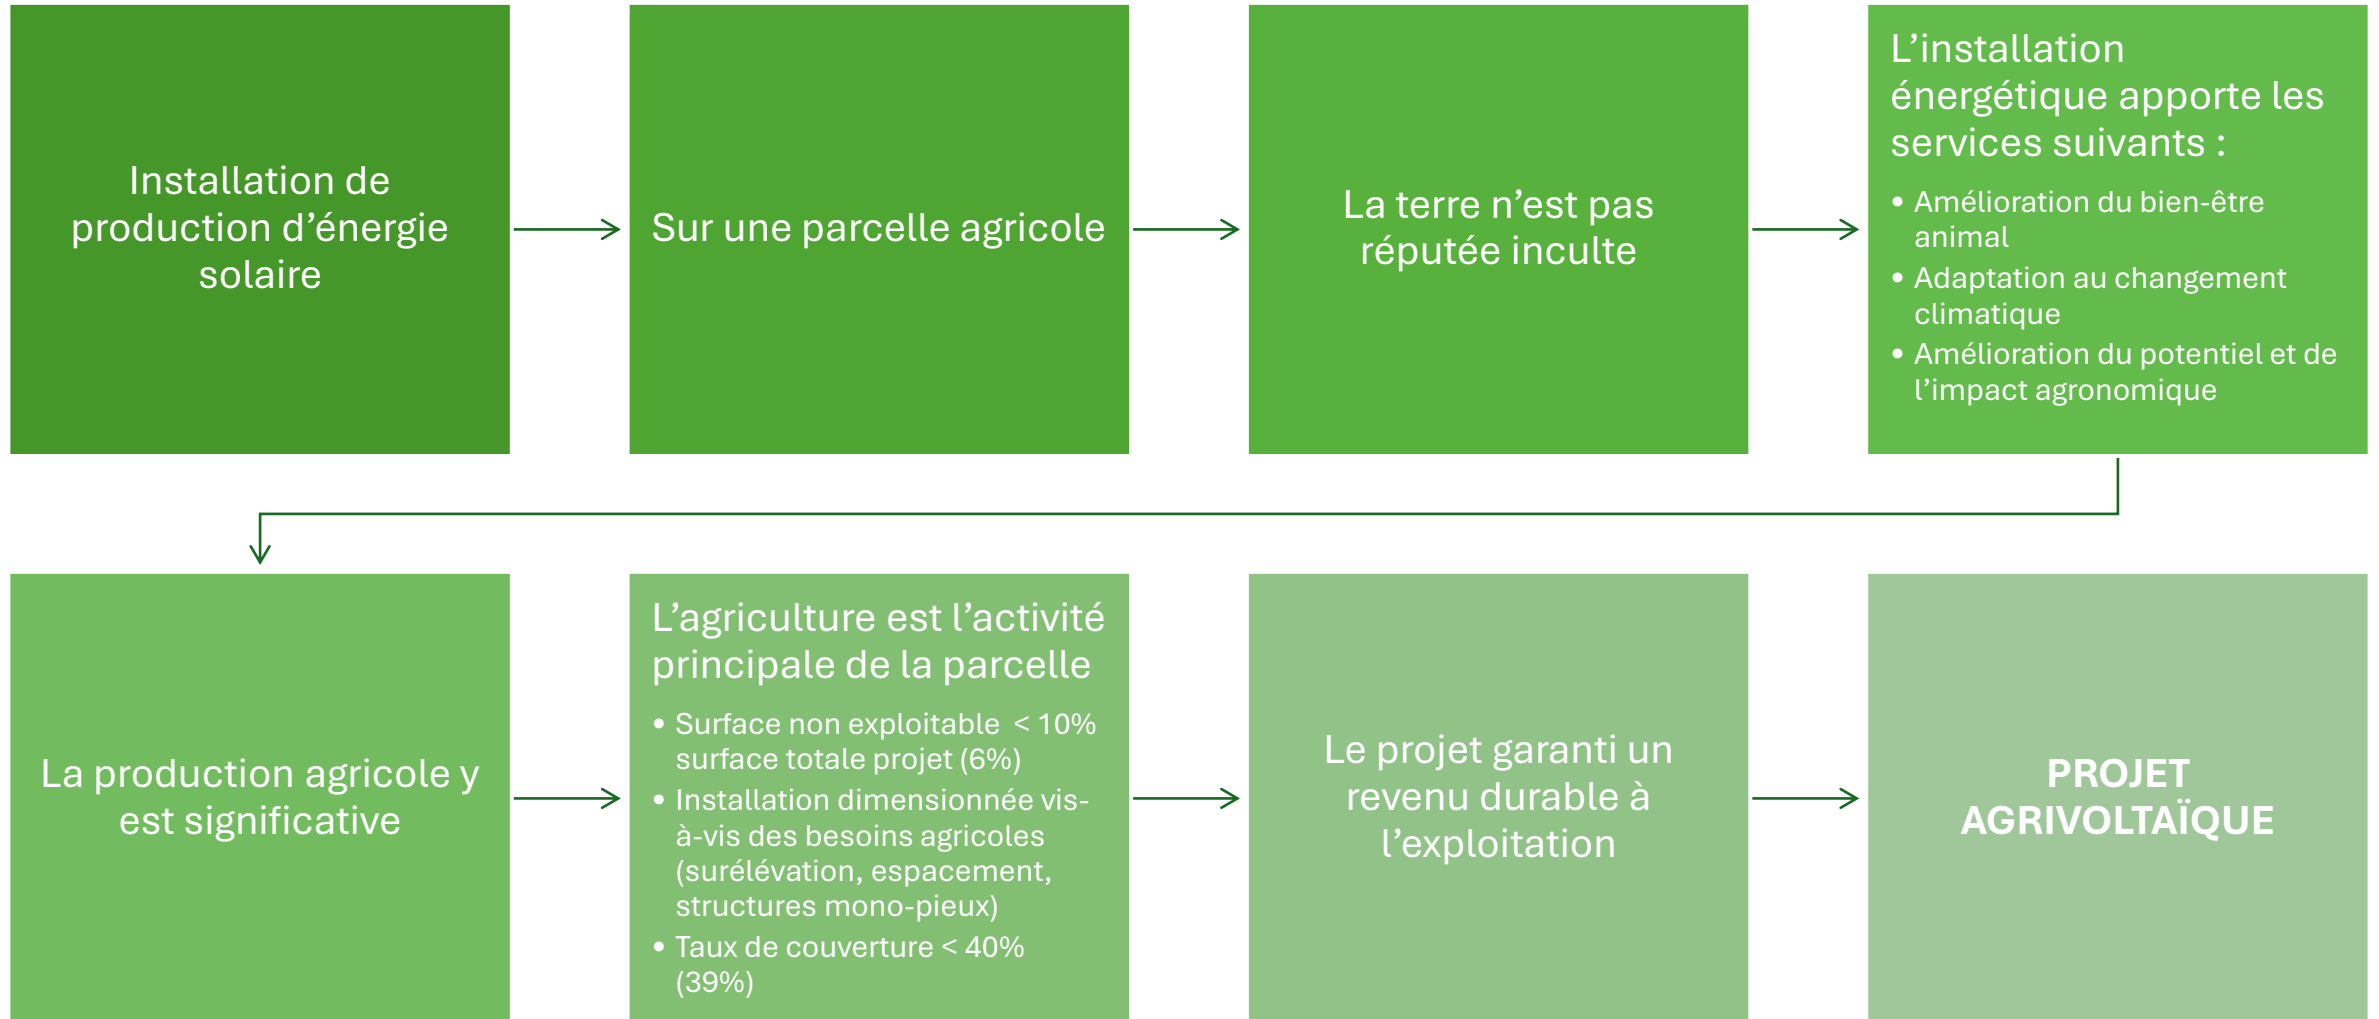 Installation de
production d’énergie
solaire
Sur une parcelle agricole
La terre n’est pas
réputée inculte
L’installation
énergétique apporte les
services suivants :
• Amélioration du bien-être
animal
• Adaptation au changement
climatique
• Amélioration du potentiel et de
l’impact agronomique
La production agricole y
est significative
L’agriculture est l’activité
principale de la parcelle
• Surface non exploitable < 10%
surface totale projet (6%)
• Installation dimensionnée vis-
à-vis des besoins agricoles
(surélévation, espacement,
structures mono-pieux)
• Taux de couverture < 40%
(39%)
Le projet garanti un
revenu durable à
l’exploitation
PROJET
AGRIVOLTAÏQUE